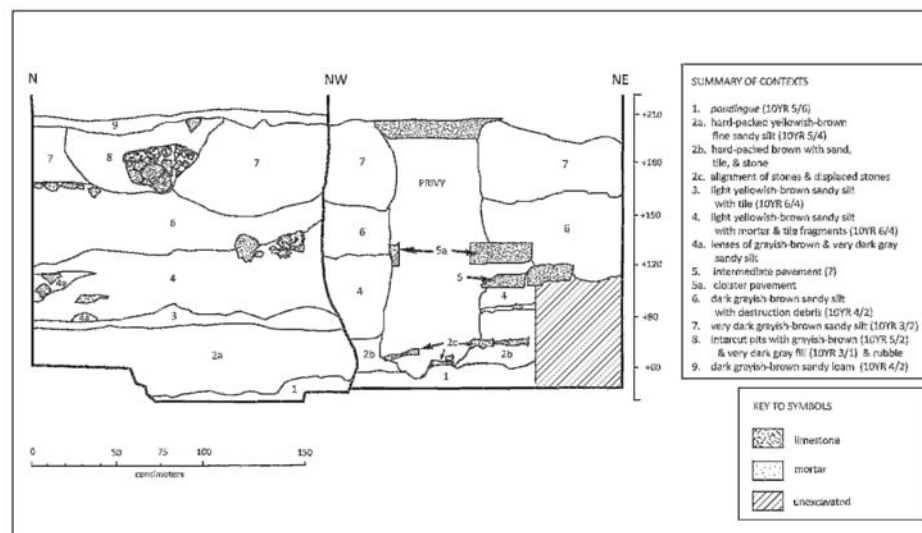 N
NW
NE
9
7
8
7
7
PRIVY
7
6
6
6
5a
5
4
4
4
4a
4a
3
2a
2b
2c
2b
1
1
+210
+180
+150
+120
+80
+60
0 50 75 100 150
centimeters
SUMMARY OF CONTEXTS
1. poudingue (10YR 5/6)
2a. hard-packed yellowish-brown
fine sandy silt (10YR 5/4)
2b. hard-packed brown with sand,
tile, & stone
2c. alignment of stones & displaced stones
3. light yellowish-brown sandy silt
with tile (10YR 6/4)
4. light yellowish-brown sandy silt
with mortar & tile fragments (10YR 6/4)
4a. lenses of grayish-brown & very dark gray
sandy silt
5. intermediate pavement (?)
5a. cloister pavement
6. dark grayish-brown sandy silt
with destruction debris (10YR 4/2)
7. very dark grayish-brown sandy silt (10YR 3/2)
8. intercut pits with grayish-brown (10YR 5/2)
& very dark gray fill (10YR 3/1) & rubble
9. dark grayish-brown sandy loam (10YR 4/2)
KEY TO SYMBOLS
limestone
mortar
unexcavated